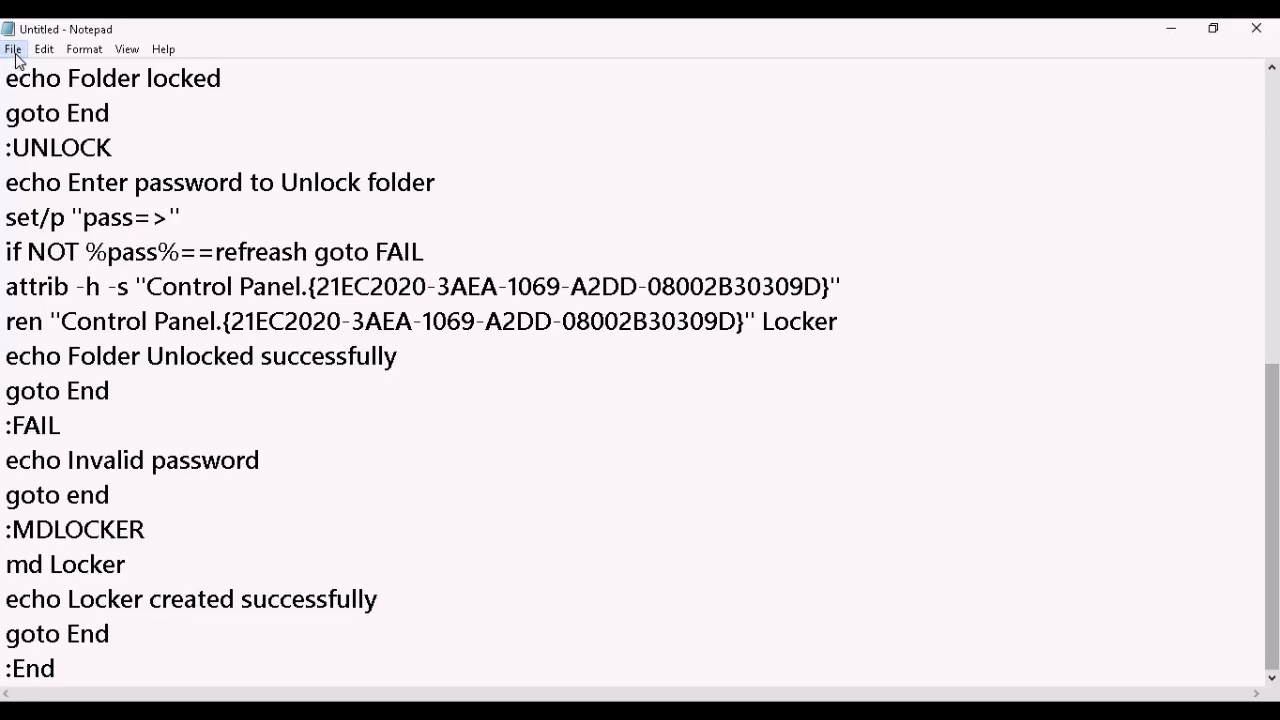 Untitled - Notepad
File Edit Format View Help
echo Folder locked
goto End
:UNLOCK
echo Enter password to Unlock folder
set/p "pass=>"
if NOT %pass%==refreash goto FAIL
attrib -h -s "Control Panel.{21EC2020-3AEA-1069-A2DD-08002B30309D}"
ren "Control Panel.{21EC2020-3AEA-1069-A2DD-08002B30309D}" Locker
echo Folder Unlocked successfully
goto End
:FAIL
echo Invalid password
goto end
:MDLOCKER
md Locker
echo Locker created successfully
goto End
:End